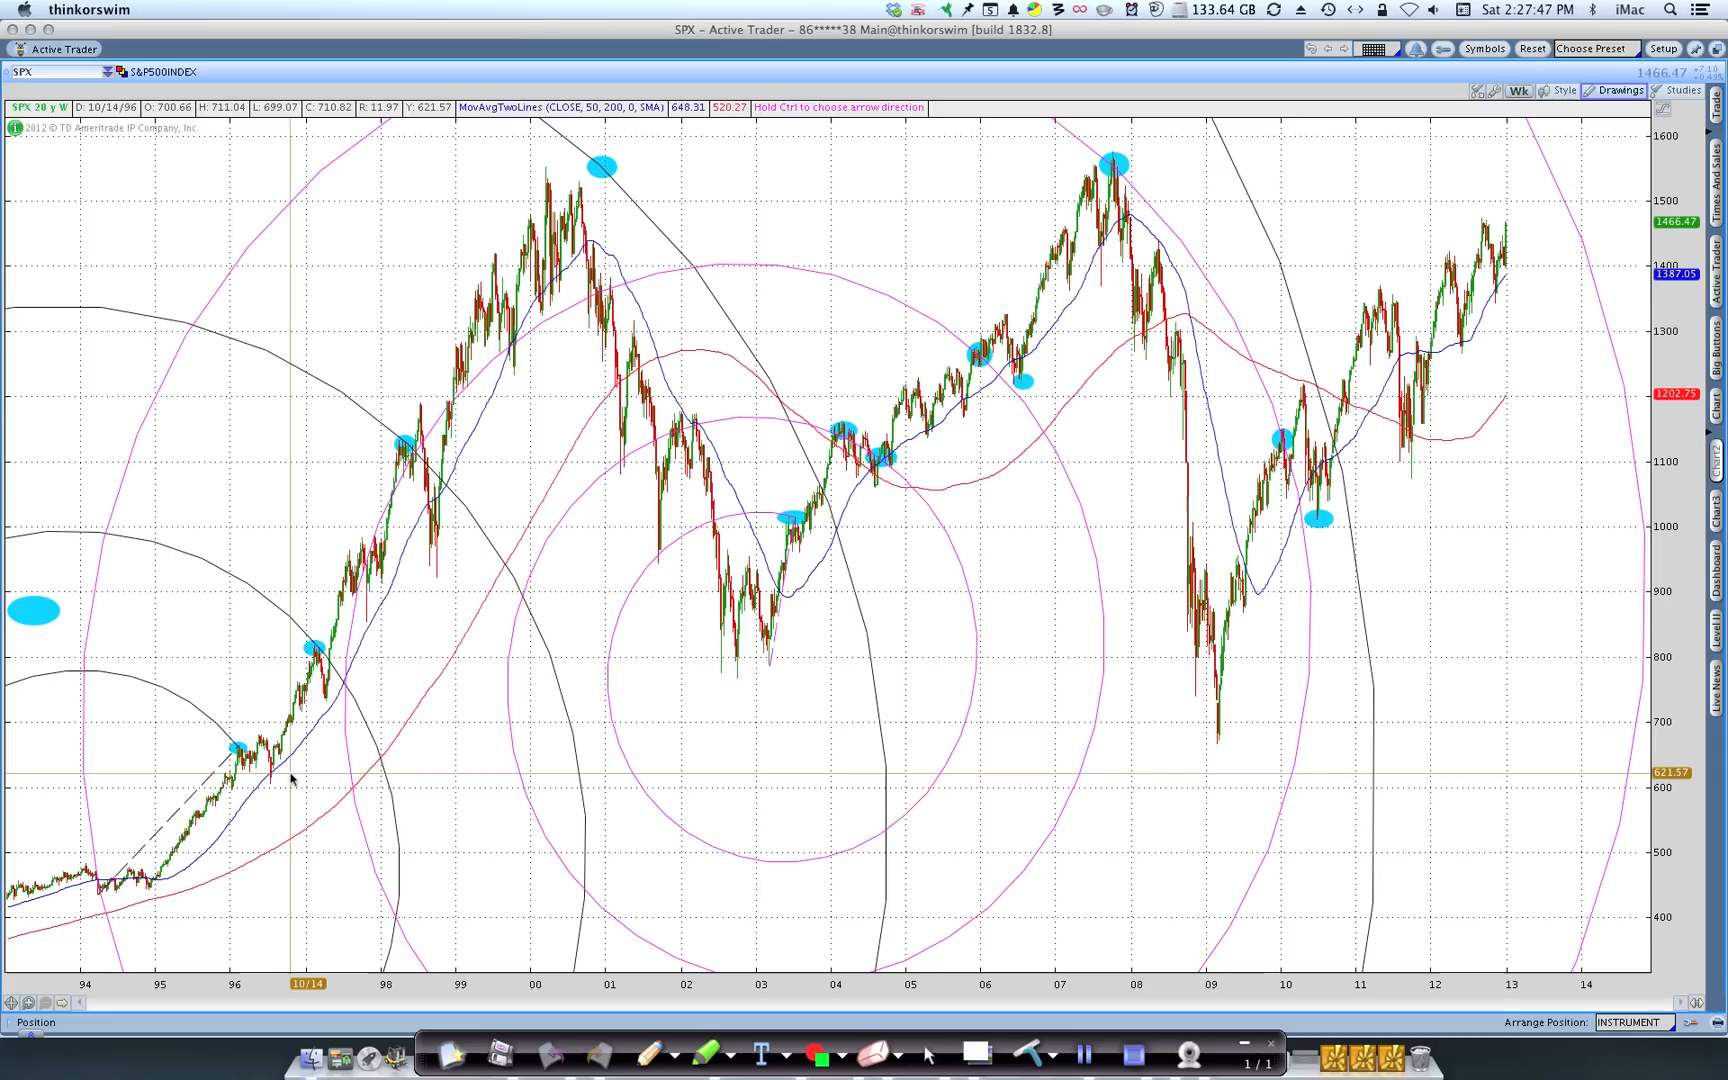 thinkorswim
5
133.64 GB
Sat 2:27:47 PM
iMac
SPX - Active Trader - 86*****38 Main@thinkorswim [build 1832.8]
Active Trader
Symbols
Reset
Choose Preset
Setup
SPX
S&P500INDEX
1466.47
+7.10
+0.49%
Wk
Style
Drawings
Studies
SPX 20 y W
D: 10/14/96
O: 700.66
H: 711.04
L: 699.07
C: 710.82
R: 11.97
Y: 621.57
MovAvgTwoLines (CLOSE, 50, 200, 0, SMA)
648.31
520.27
Hold Ctrl to choose arrow direction
2012 © TD Ameritrade IP Company, Inc.
1600
1500
1466.47
1400
1387.05
1300
1202.75
1100
1000
900
800
700
621.57
600
500
400
Trade
Times And Sales
Active Trader
Big Buttons
Chart
Chart2
Chart3
Dashboard
Level II
Live News
94
95
96
10/14
98
99
00
01
02
03
04
05
06
07
08
09
10
11
12
13
14
Position
Arrange Position:
INSTRUMENT
T
1 / 1